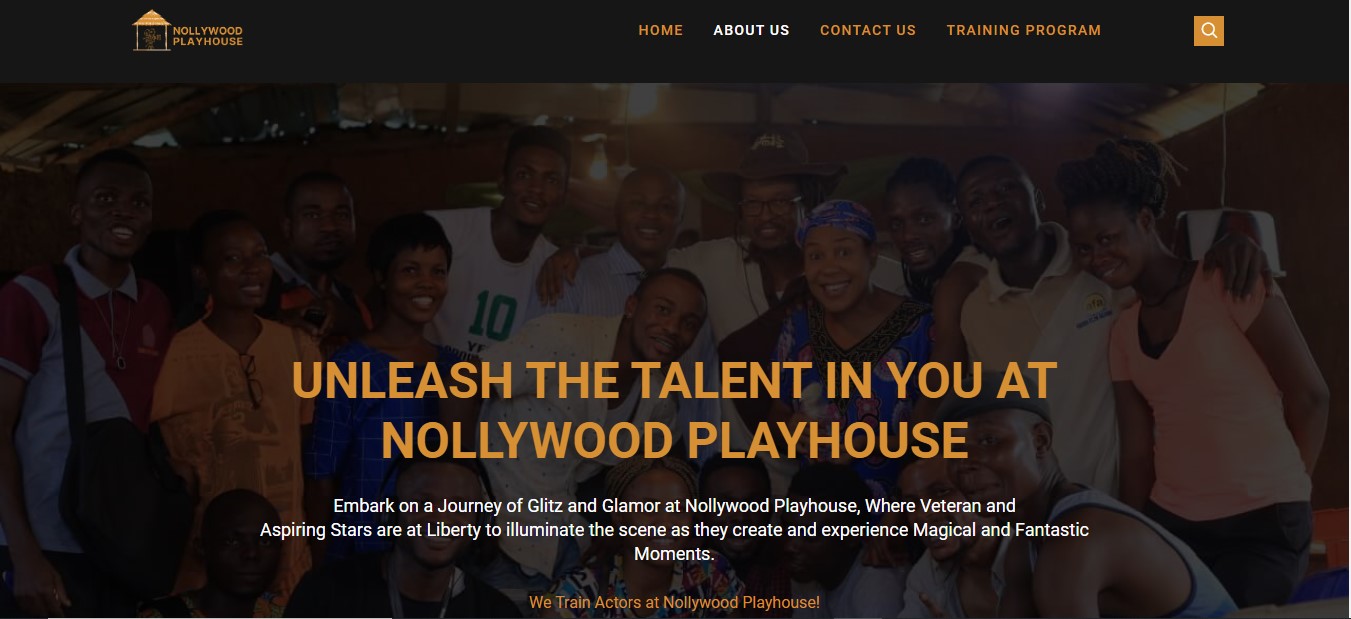 NOLLYWOOD
PLAYHOUSE
HOME ABOUT US CONTACT US TRAINING PROGRAM
10
UNLEASH THE TALENT IN YOU AT
NOLLYWOOD PLAYHOUSE
Embark on a Journey of Glitz and Glamor at Nollywood Playhouse, Where Veteran and
Aspiring Stars are at Liberty to illuminate the scene as they create and experience Magical and Fantastic
Moments.
We Train Actors at Nollywood Playhouse!